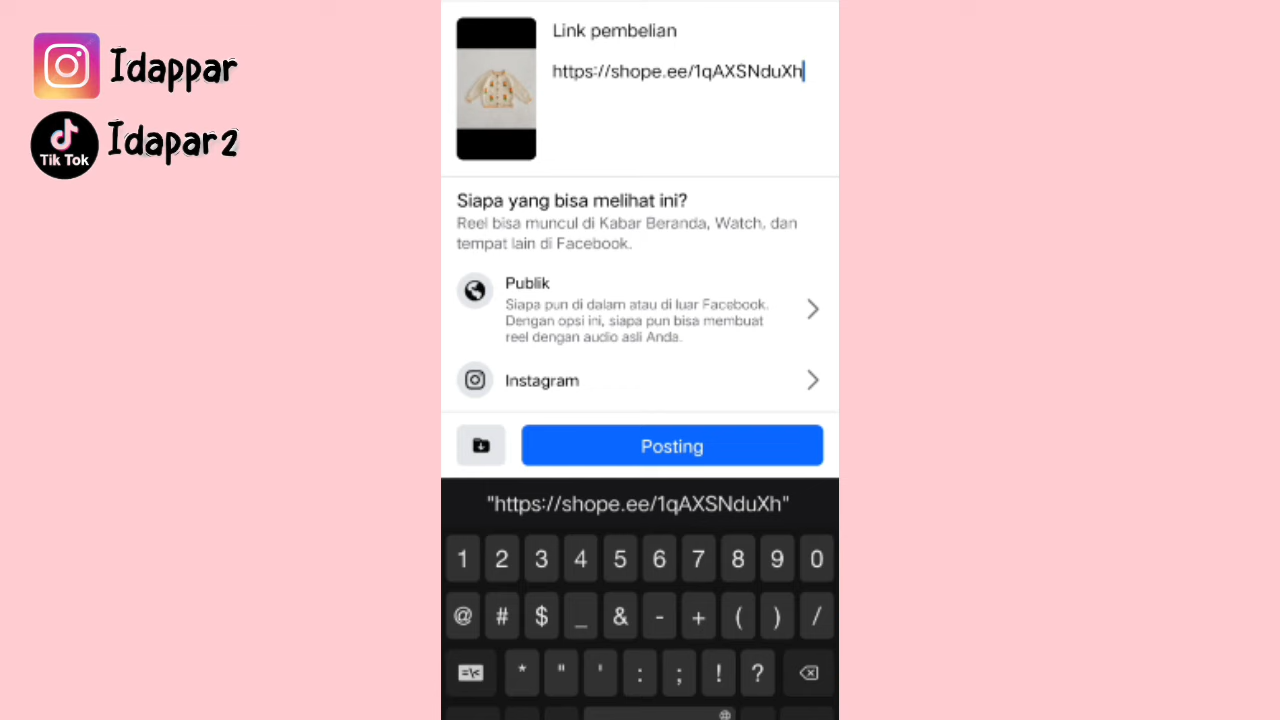 Idappar
Tik Tok
Idapar2
Link pembelian
https://shope.ee/1qAXSNduXh
Siapa yang bisa melihat ini?
Reel bisa muncul di Kabar Beranda, Watch, dan
tempat lain di Facebook.
Publik
Siapa pun di dalam atau di luar Facebook.
Dengan opsi ini, siapa pun bisa membuat
reel dengan audio asli Anda.
Instagram
Posting
"https://shope.ee/1qAXSNduXh"
1 2 3 4 5 6 7 8 9 0
@ # $ _ & - + ( ) /
=\< * " ' : ; ! ?